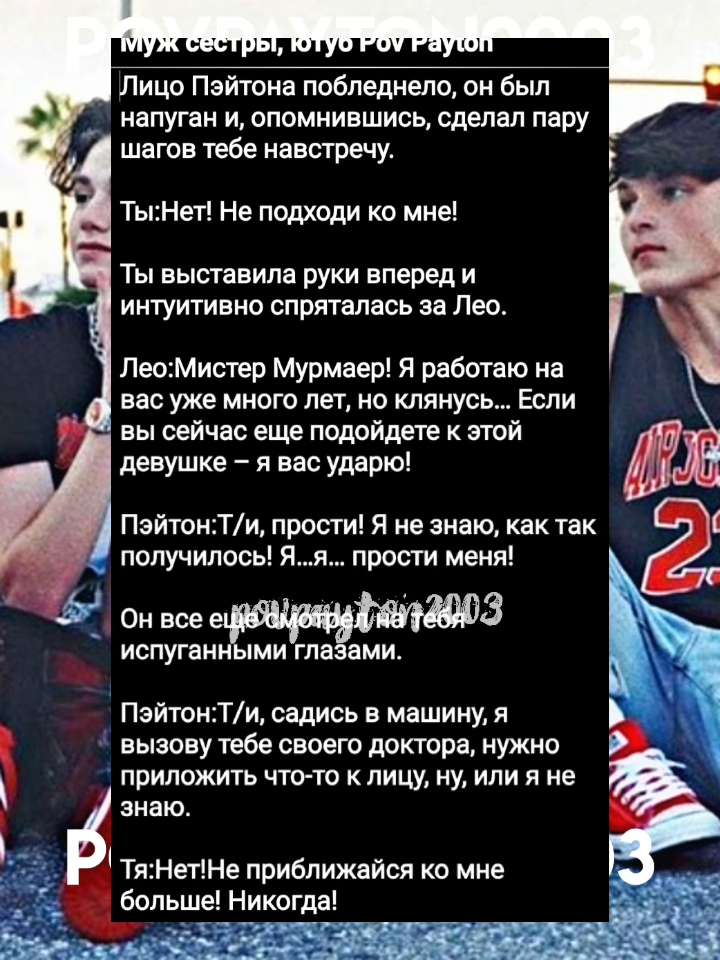 POVPAYTON2003
Муж сестры, ютуб Pov Payton
Лицо Пэйтона побледнело, он был
напуган и, опомнившись, сделал пару
шагов тебе навстречу.
Ты:Нет! Не подходи ко мне!
Ты выставила руки вперед и
интуитивно спряталась за Лео.
Лео:Мистер Мурмаер! Я работаю на
вас уже много лет, но клянусь... Если
вы сейчас еще подойдете к этой
девушке – я вас ударю!
Пэйтон:Т/и, прости! Я не знаю, как так
получилось! Я...я... прости меня!
povpayton2003
Он все еще смотрел на тебя
испуганными глазами.
Пэйтон:Т/и, садись в машину, я
вызову тебе своего доктора, нужно
приложить что-то к лицу, ну, или я не
знаю.
Тя:Нет!Не приближайся ко мне
больше! Никогда!